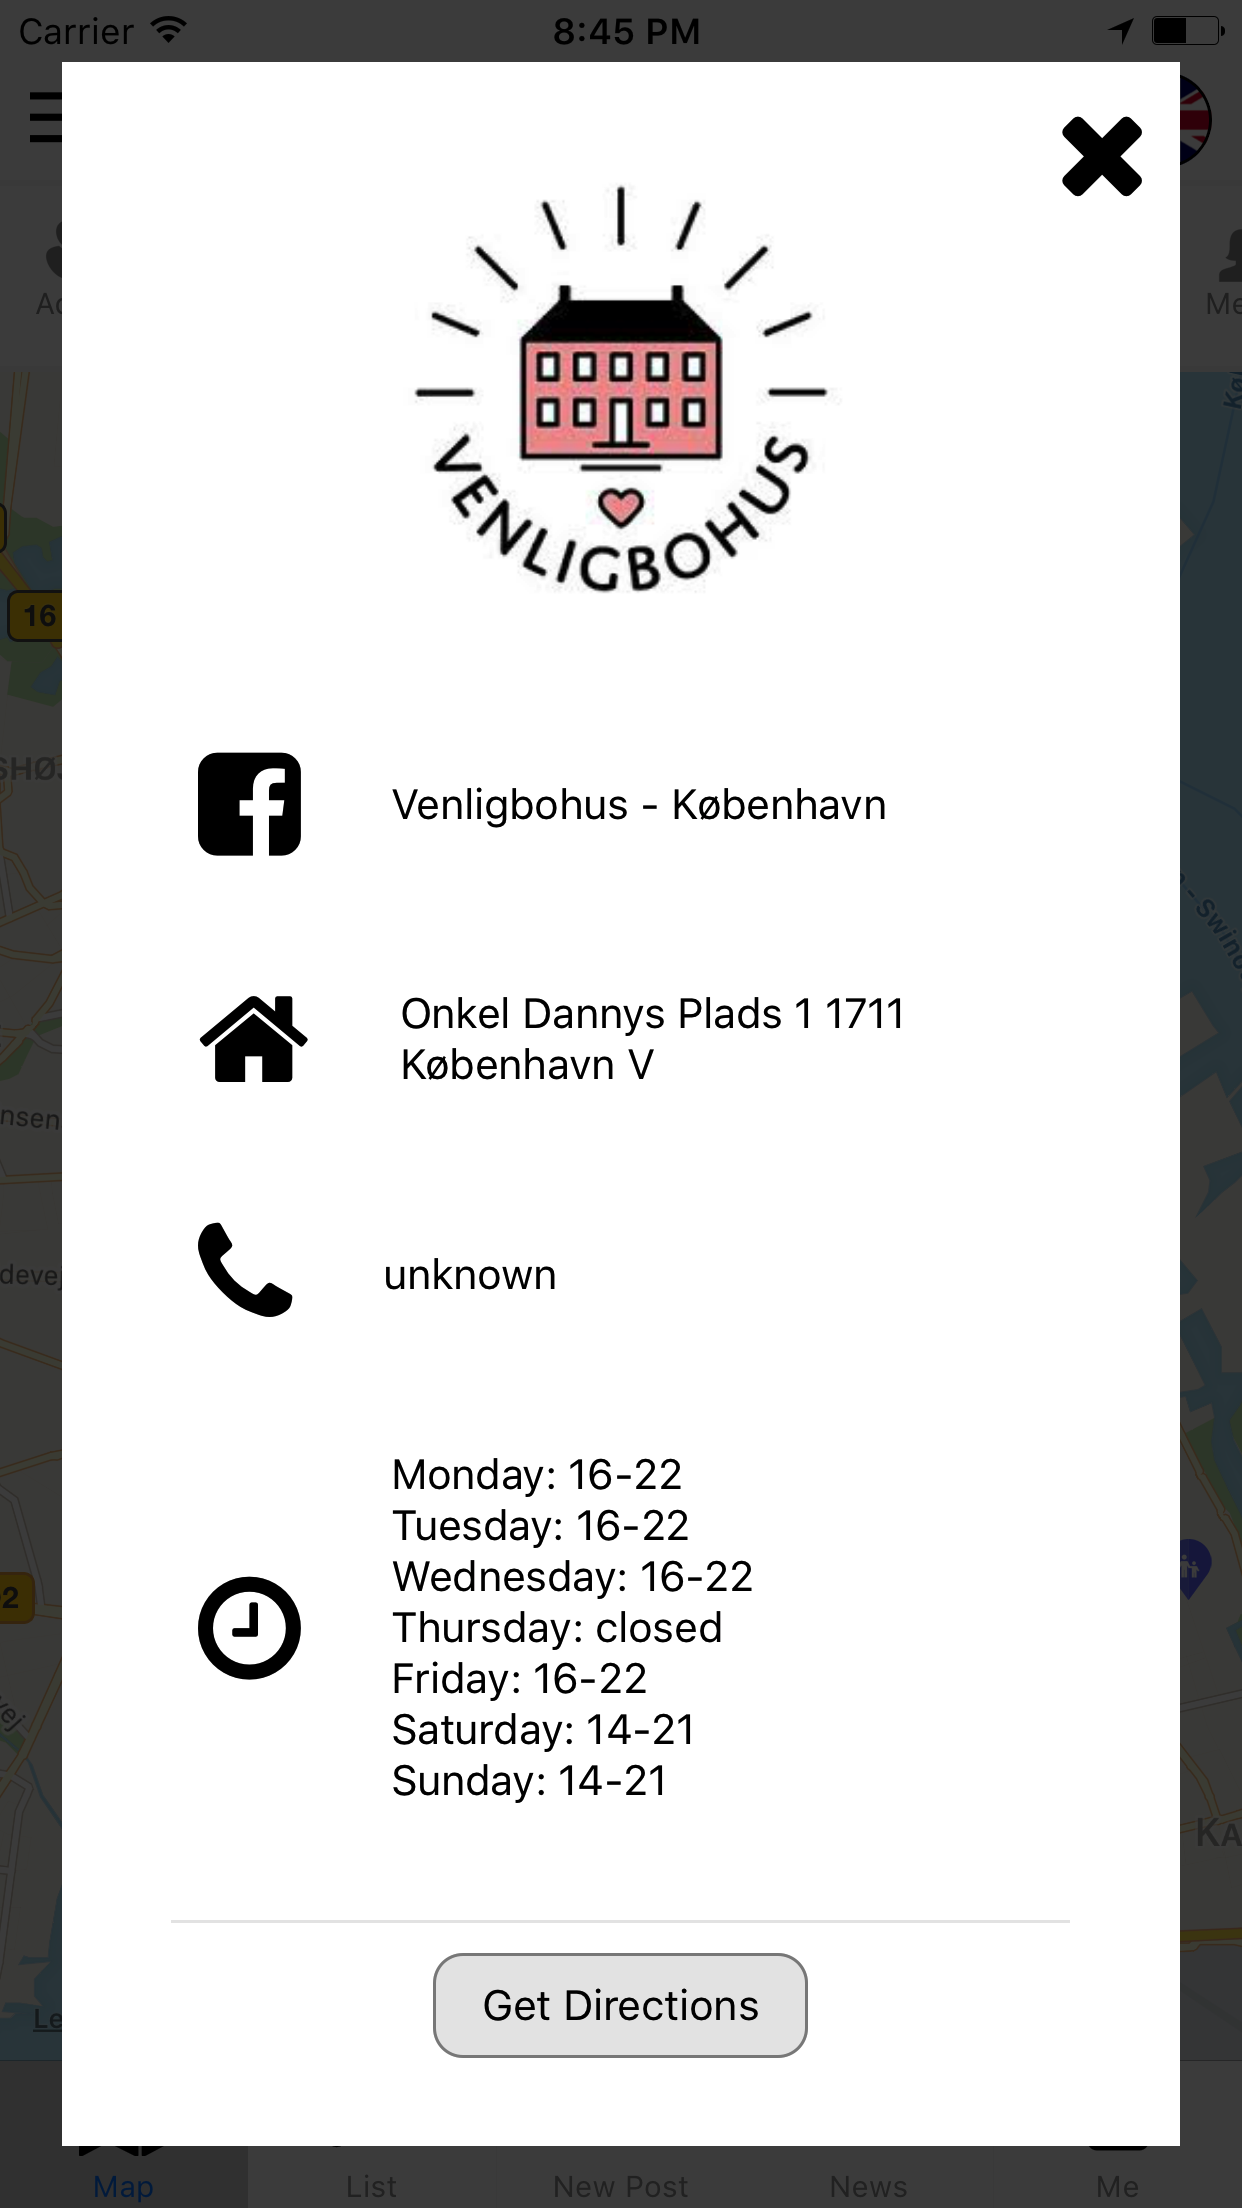 Carrier
8:45 PM
16
VENLIGBOHUS
Venligbohus - København
Onkel Dannys Plads 1 1711
København V
unknown
Monday: 16-22
Tuesday: 16-22
Wednesday: 16-22
Thursday: closed
Friday: 16-22
Saturday: 14-21
Sunday: 14-21
Get Directions
Map
List
New Post
News
Me